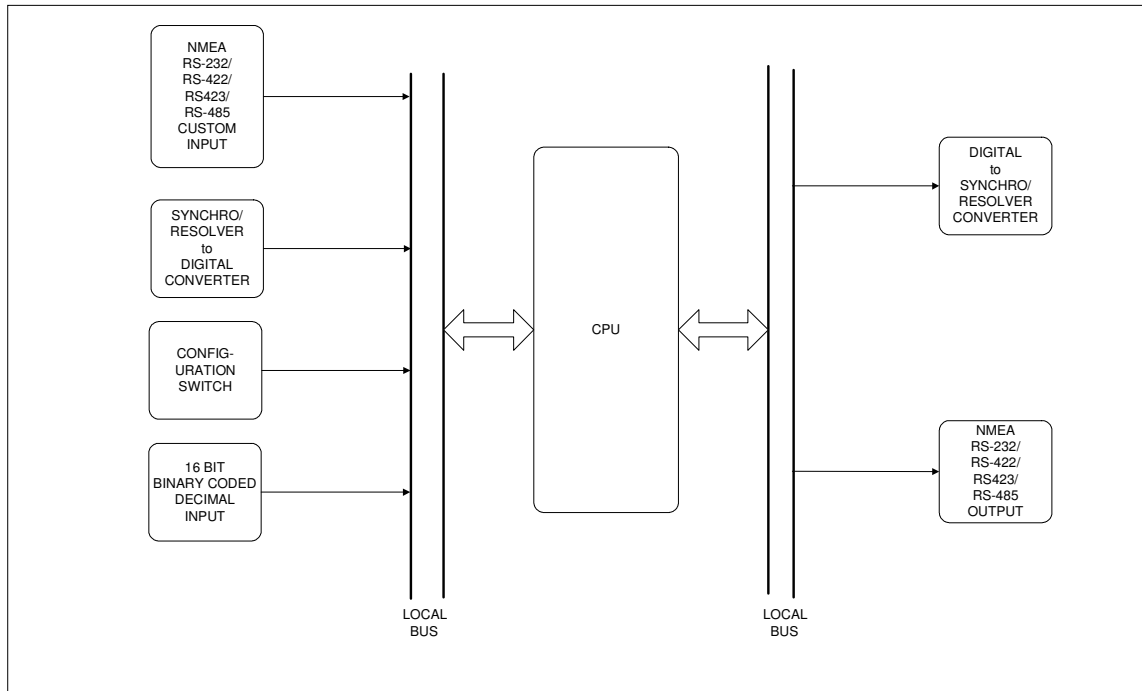 NMEA
RS-232/
RS-422/
RS423/
RS-485
CUSTOM
INPUT
SYNCHRO/
RESOLVER
to
DIGITAL
CONVERTER
CONFIG-
URATION
SWITCH
16 BIT
BINARY CODED
DECIMAL
INPUT
LOCAL
BUS
CPU
LOCAL
BUS
DIGITAL
to
SYNCHRO/
RESOLVER
CONVERTER
NMEA
RS-232/
RS-422/
RS423/
RS-485
OUTPUT